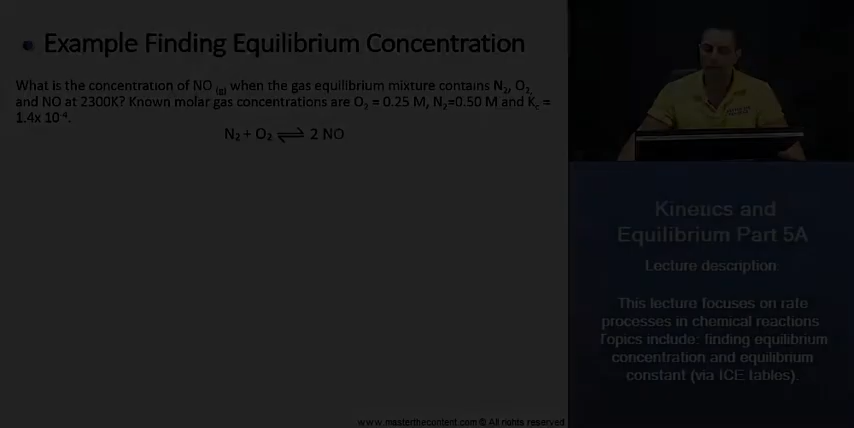 Example Finding Equilibrium Concentration
What is the concentration of NO (g) when the gas equilibrium mixture contains N₂, O₂,
and NO at 2300K? Known molar gas concentrations are O₂ = 0.25 M, N₂=0.50 M and Kc =
1.4x 10⁻⁴.
N₂ + O₂ ⇌ 2 NO
Kinetics and
Equilibrium Part 5A
Lecture description:
This lecture focuses on rate
processes in chemical reactions
Topics include: finding equilibrium
concentration and equilibrium
constant (via ICE tables).
www.masterthecontent.com © All rights reserved